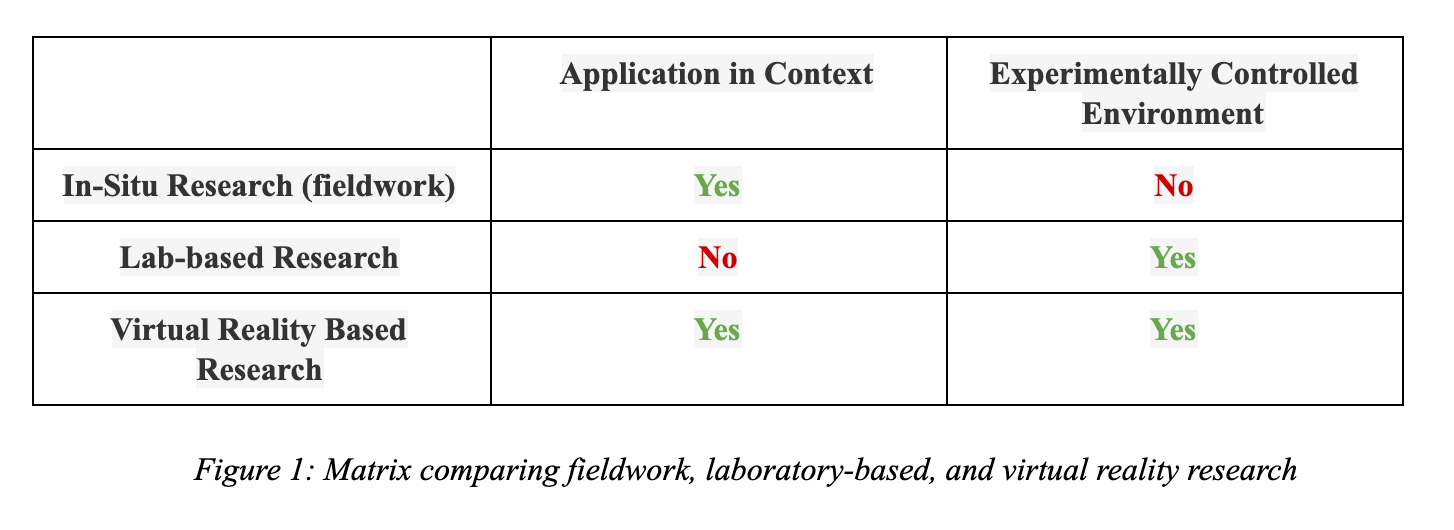 Application in Context
Experimentally Controlled
Environment
In-Situ Research (fieldwork)
Yes
No
Lab-based Research
No
Yes
Virtual Reality Based
Research
Yes
Yes
Figure 1: Matrix comparing fieldwork, laboratory-based, and virtual reality research